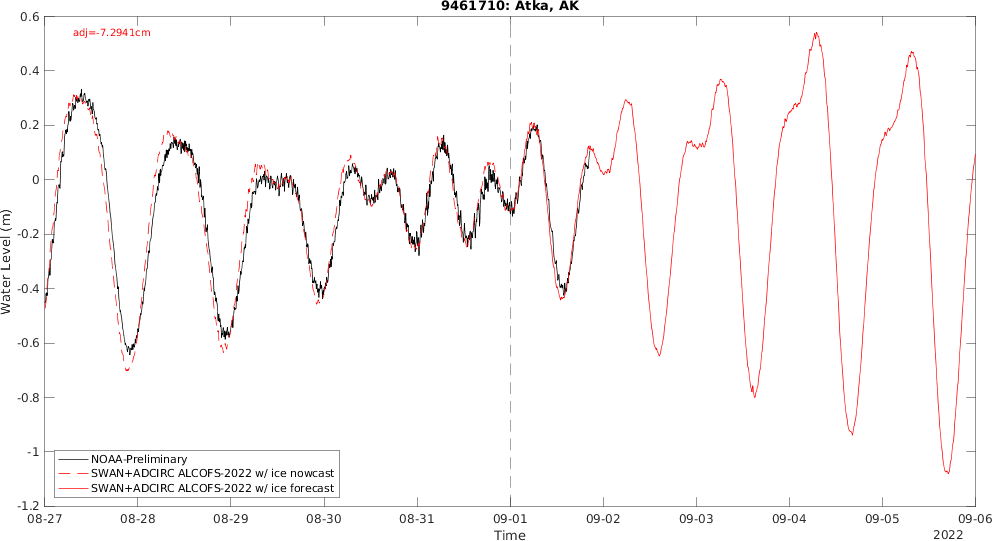 9461710: Atka, AK
adj=-7.2941cm
0.6
0.4
0.2
0
-0.2
-0.4
-0.6
-0.8
-1
-1.2
Water Level (m)
NOAA-Preliminary
SWAN+ADCIRC ALCOFS-2022 w/ ice nowcast
SWAN+ADCIRC ALCOFS-2022 w/ ice forecast
08-27 08-28 08-29 08-30 08-31 09-01 09-02 09-03 09-04 09-05 09-06
Time
2022